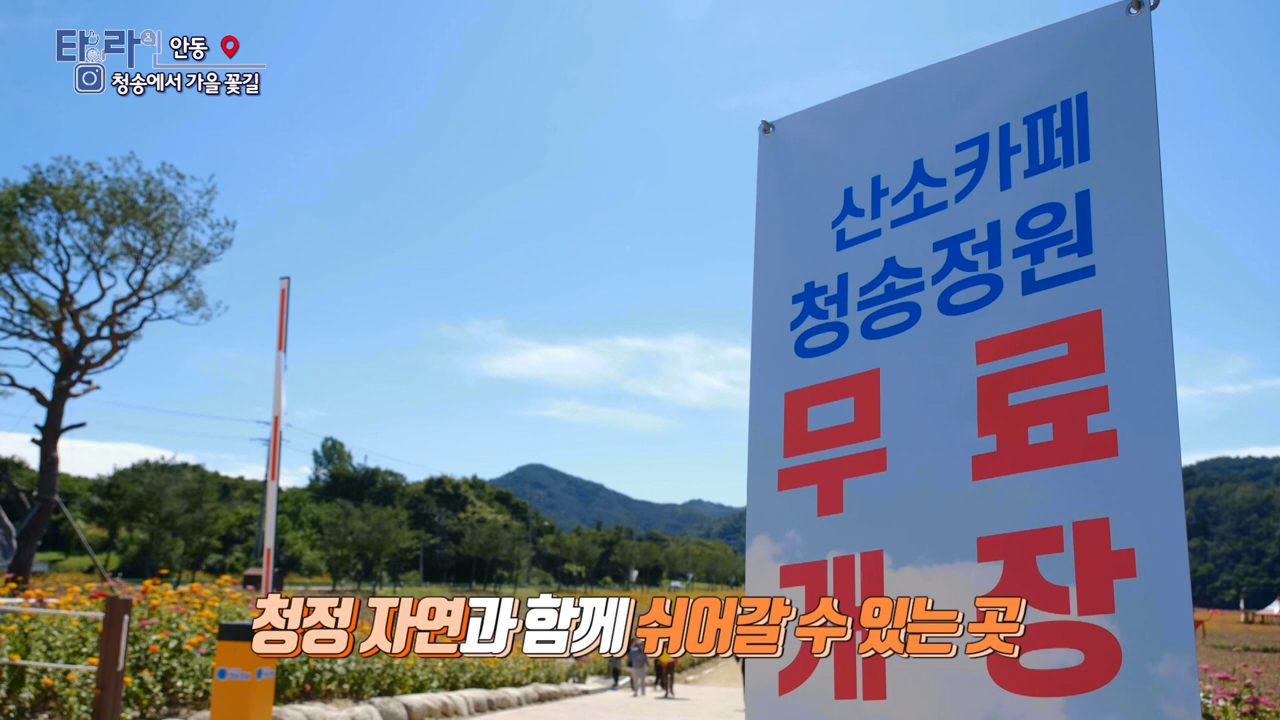 타라 안동
청송에서 가을 꽃길
산소카페
청송정원
무료
개장
청정 자연과 함께 쉬어갈 수 있는 곳